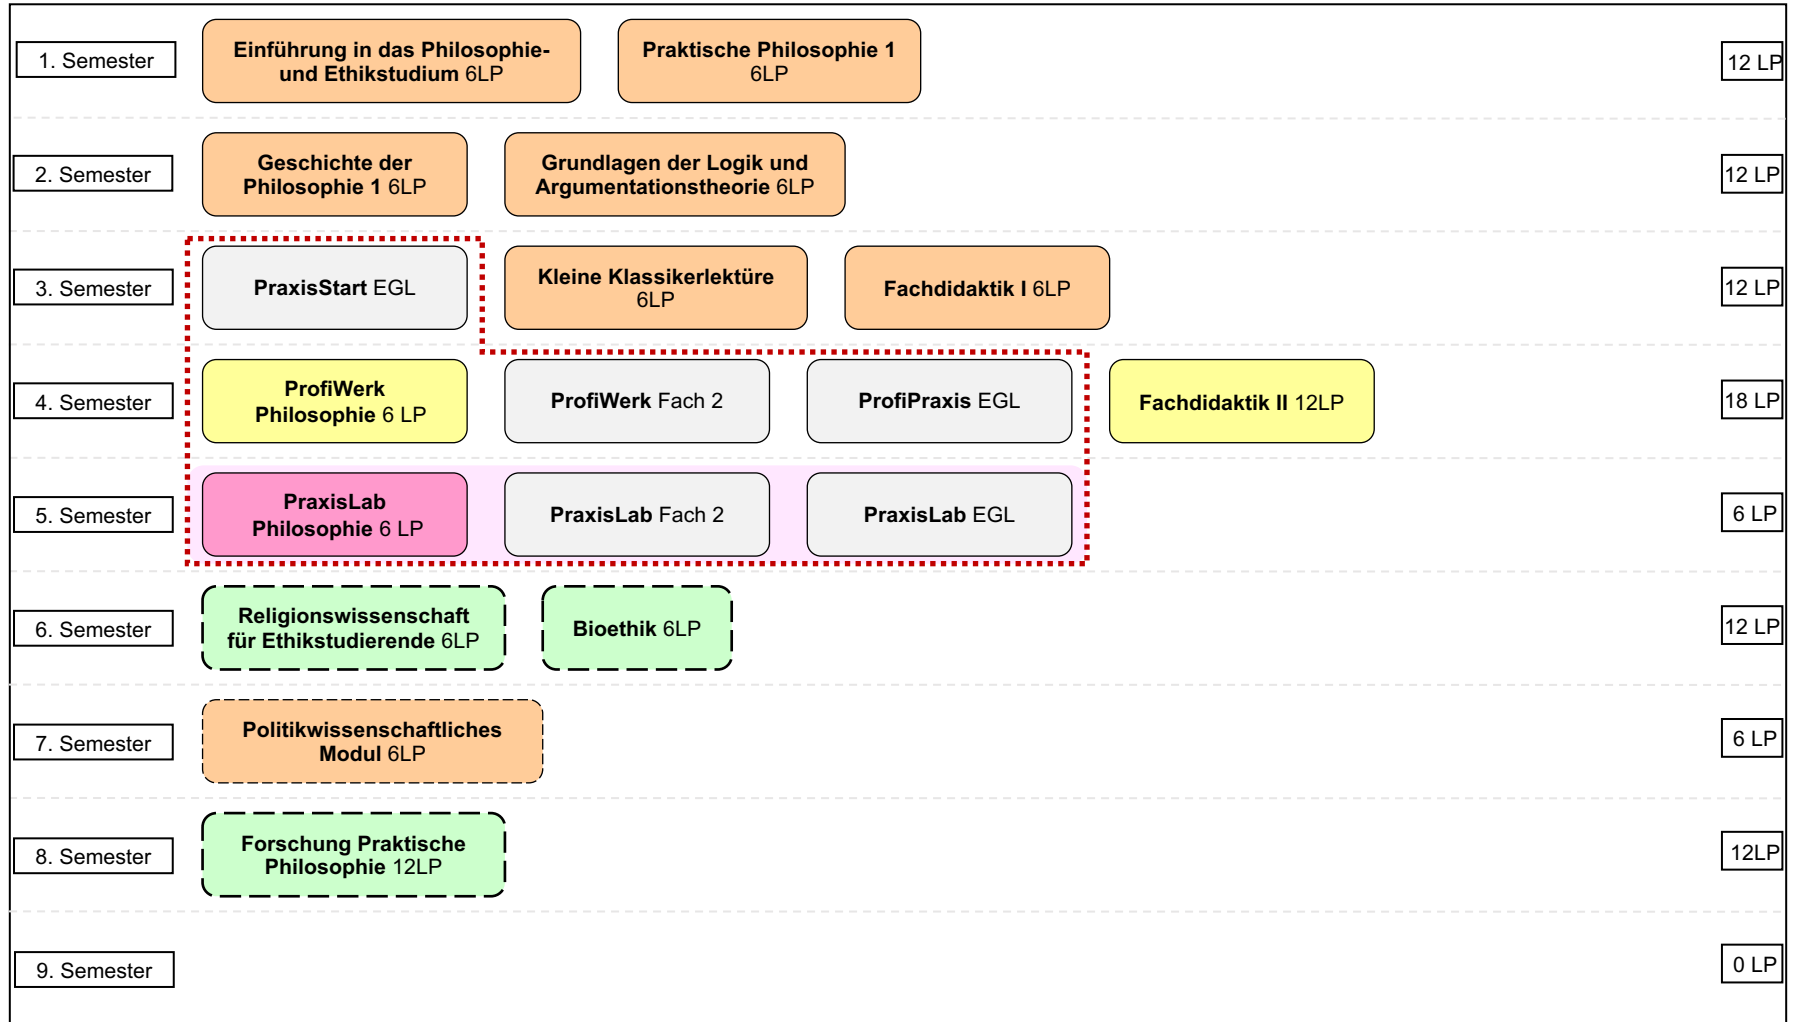 1. Semester
Einführung in das Philosophie-
und Ethikstudium 6LP
Praktische Philosophie 1
6LP
12 LP
2. Semester
Geschichte der
Philosophie 1 6LP
Grundlagen der Logik und
Argumentationstheorie 6LP
12 LP
3. Semester
PraxisStart EGL
Kleine Klassikerlektüre
6LP
Fachdidaktik I 6LP
12 LP
4. Semester
ProfiWerk
Philosophie 6 LP
ProfiWerk Fach 2
ProfiPraxis EGL
Fachdidaktik II 12LP
18 LP
5. Semester
PraxisLab
Philosophie 6 LP
PraxisLab Fach 2
PraxisLab EGL
6 LP
6. Semester
Religionswissenschaft
für Ethikstudierende 6LP
Bioethik 6LP
12 LP
7. Semester
Politikwissenschaftliches
Modul 6LP
6 LP
8. Semester
Forschung Praktische
Philosophie 12LP
12LP
9. Semester
0 LP